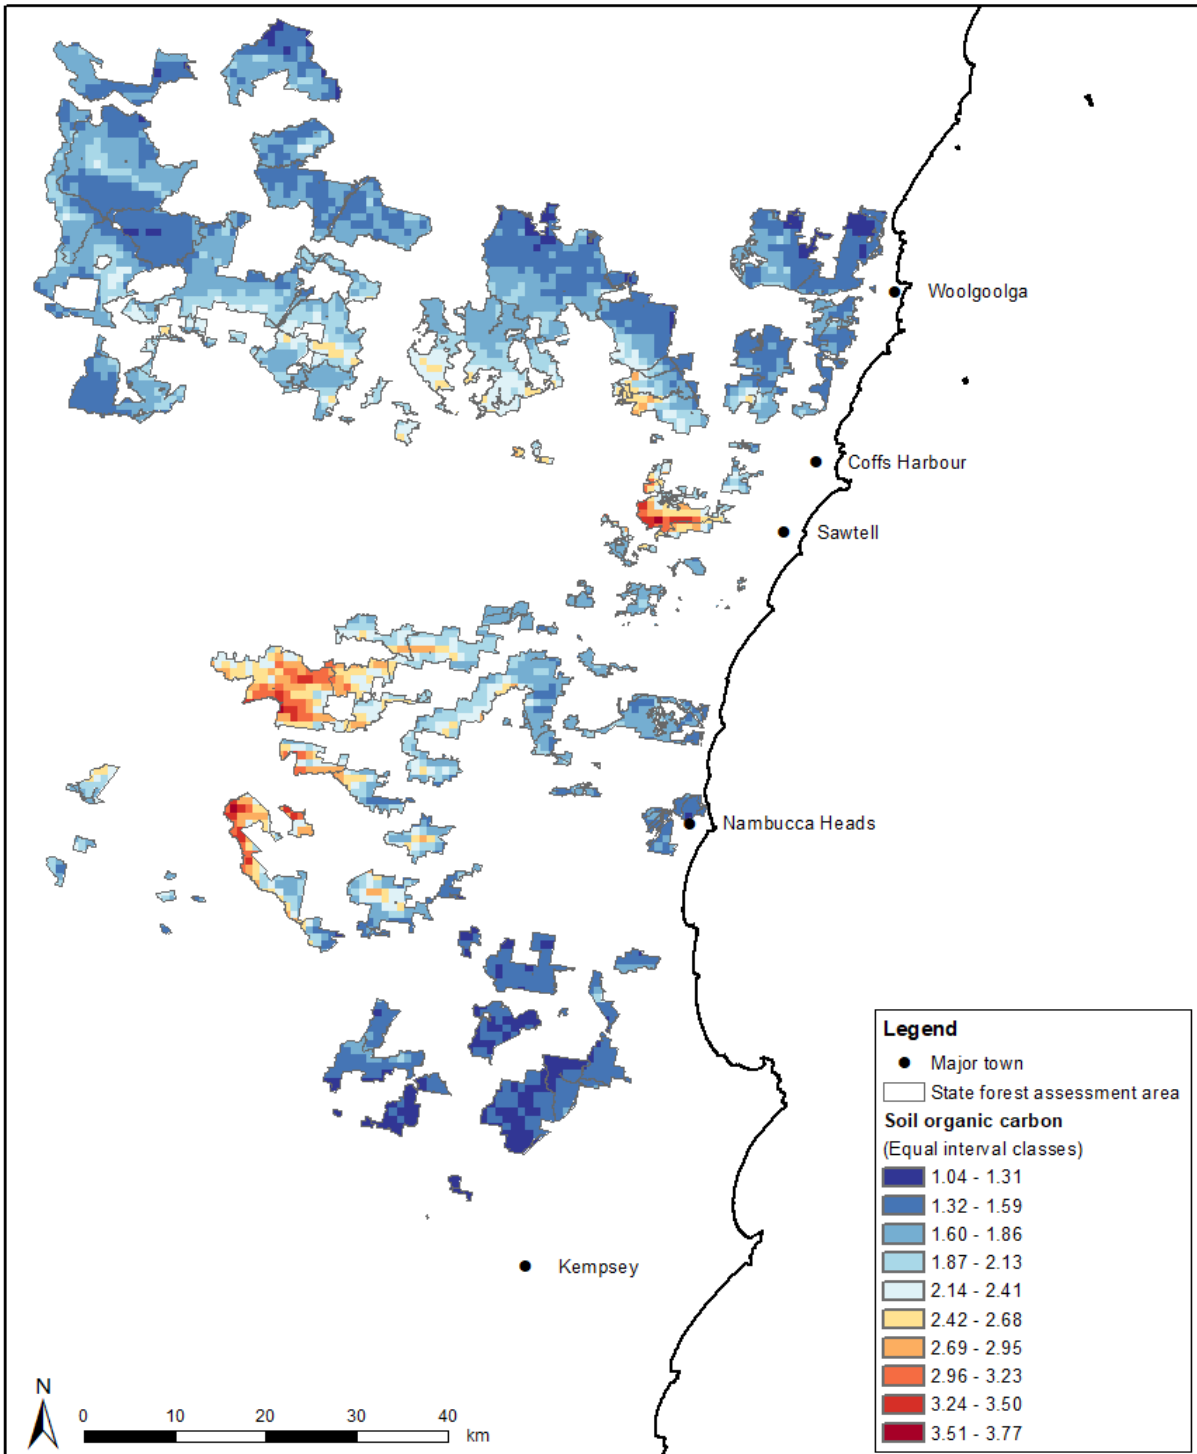 Woolgoolga
Coffs Harbour
Sawtell
Nambucca Heads
Kempsey
Legend
Major town
State forest assessment area
Soil organic carbon
(Equal interval classes)
1.04 - 1.31
1.32 - 1.59
1.60 - 1.86
1.87 - 2.13
2.14 - 2.41
2.42 - 2.68
2.69 - 2.95
2.96 - 3.23
3.24 - 3.50
3.51 - 3.77
N
0 10 20 30 40
km